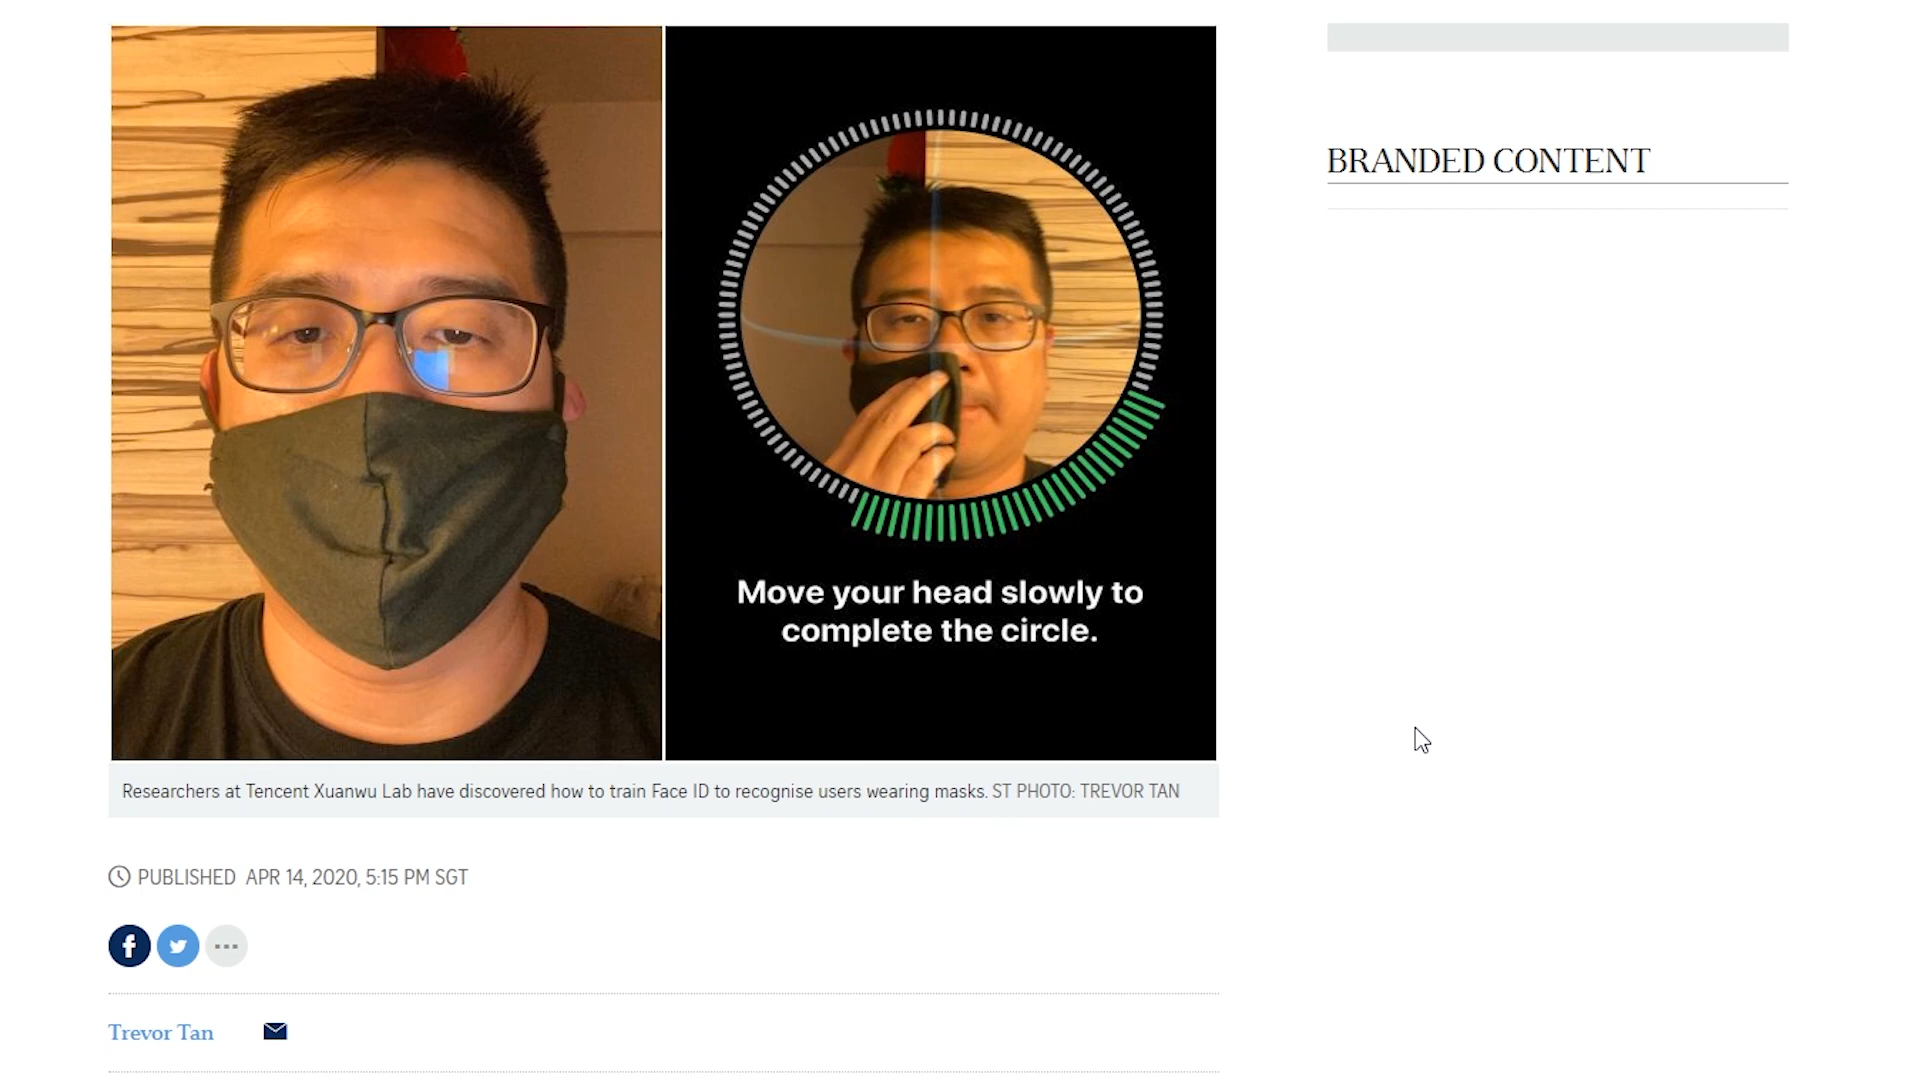 BRANDED CONTENT
Move your head slowly to
complete the circle.
Researchers at Tencent Xuanwu Lab have discovered how to train Face ID to recognise users wearing masks. ST PHOTO: TREVOR TAN
PUBLISHED APR 14, 2020, 5:15 PM SGT
Trevor Tan